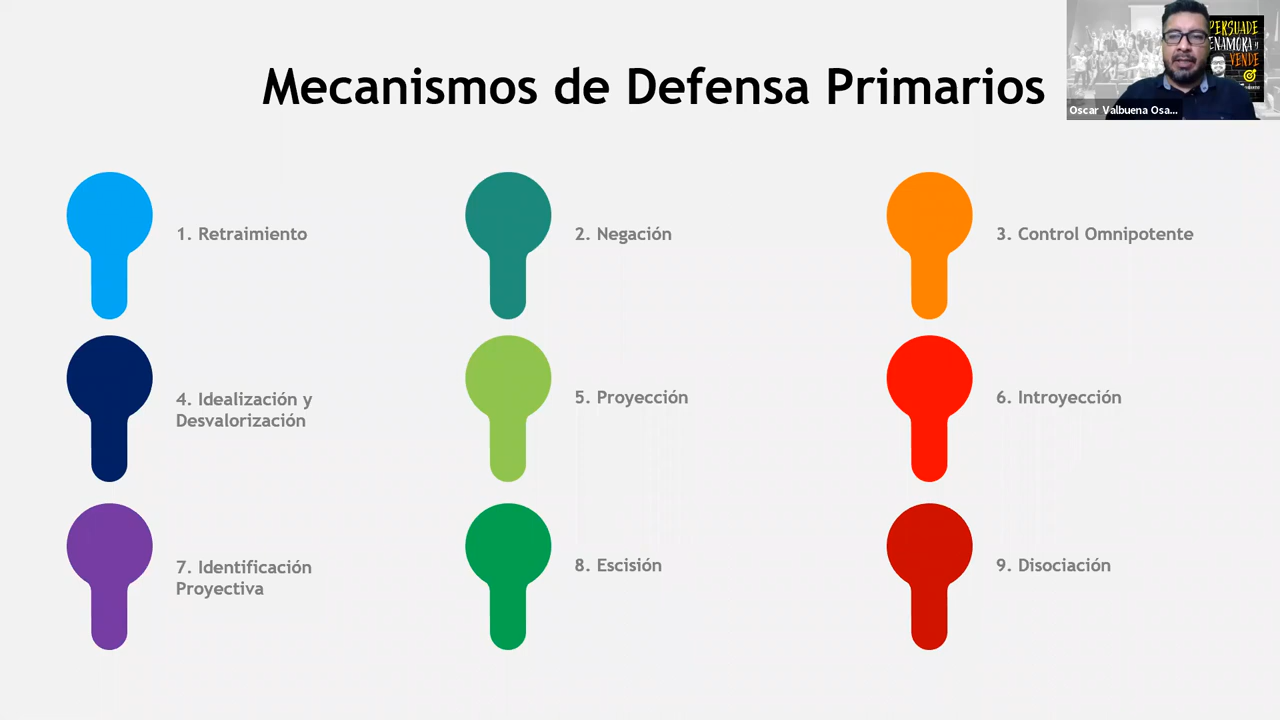 Mecanismos de Defensa Primarios
PERSUADE
ENAMORA y
VENDE
Oscar Valbuena Osa...
1. Retraimiento
2. Negación
3. Control Omnipotente
4. Idealización y
Desvalorización
5. Proyección
6. Introyección
7. Identificación
Proyectiva
8. Escisión
9. Disociación